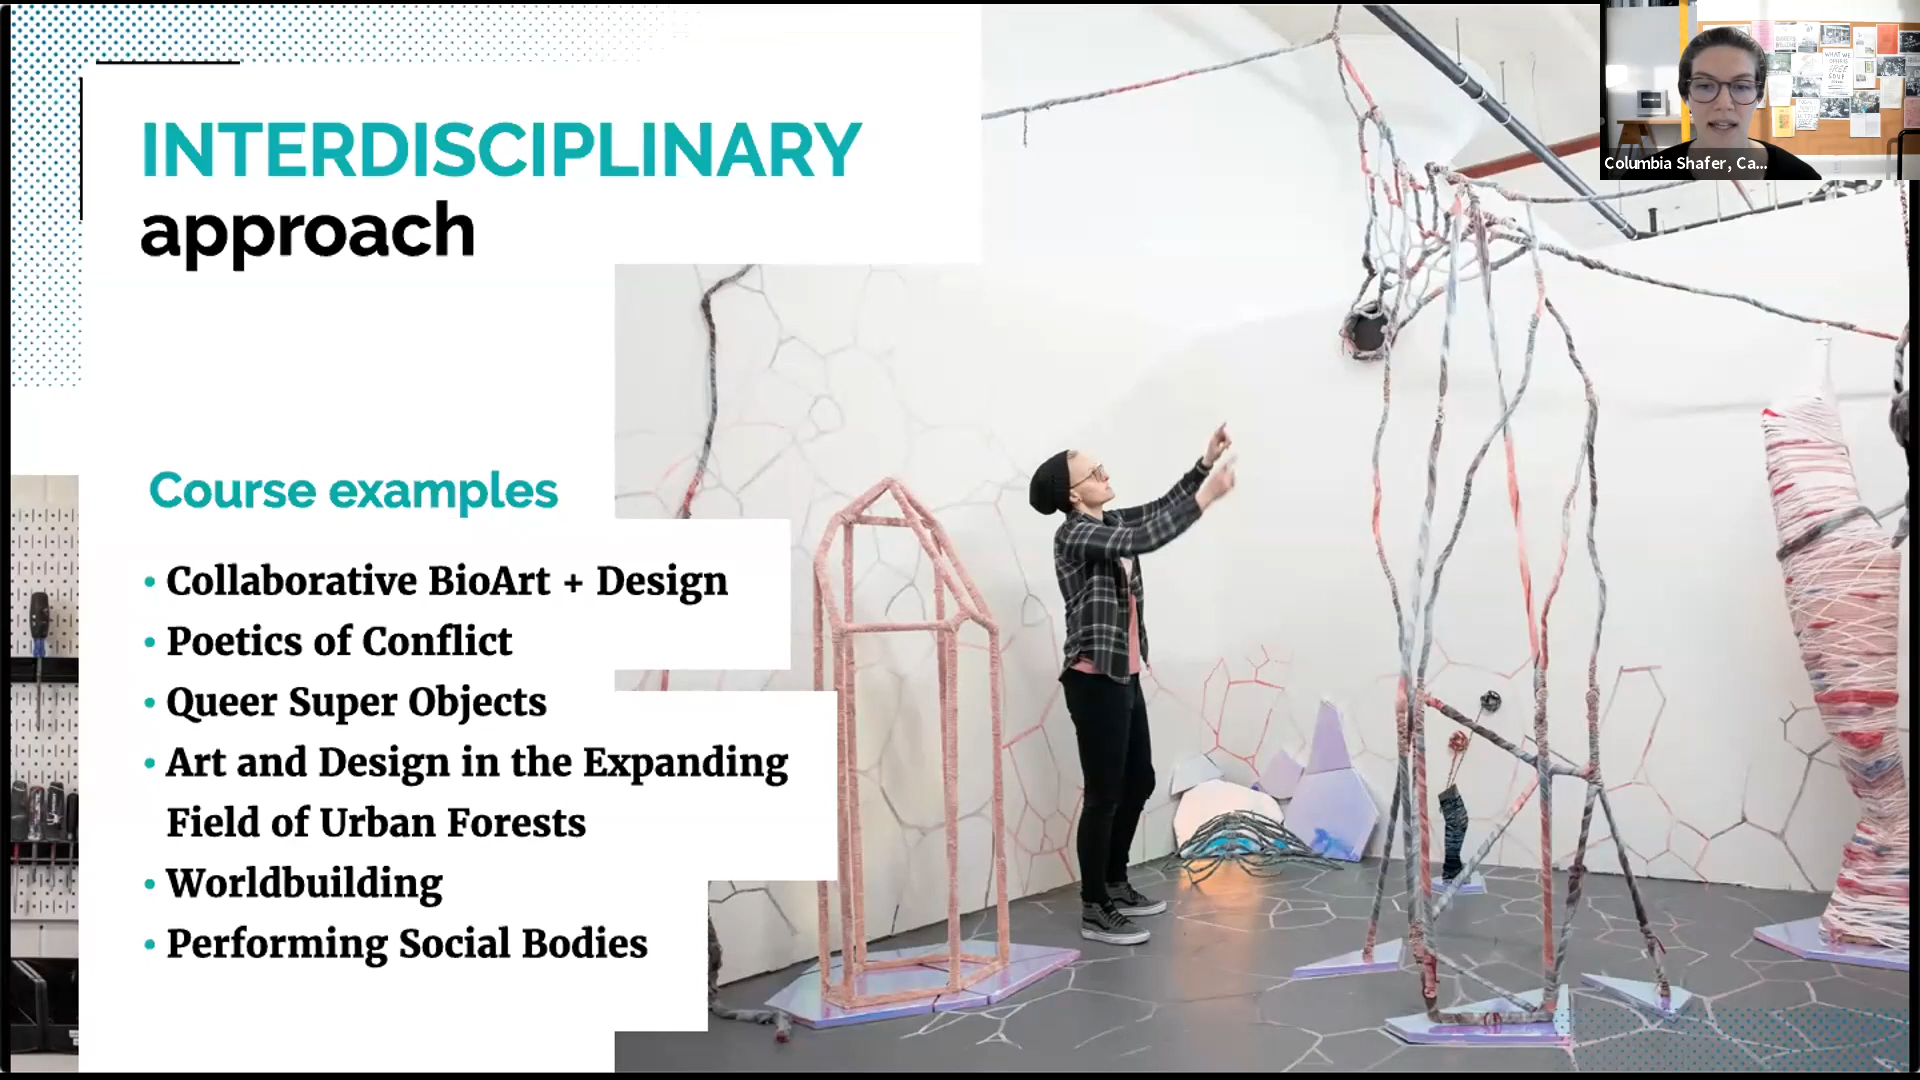 INTERDISCIPLINARY
approach
Course examples
• Collaborative BioArt + Design
• Poetics of Conflict
• Queer Super Objects
• Art and Design in the Expanding
Field of Urban Forests
• Worldbuilding
• Performing Social Bodies
Columbia Shafer, Ca...